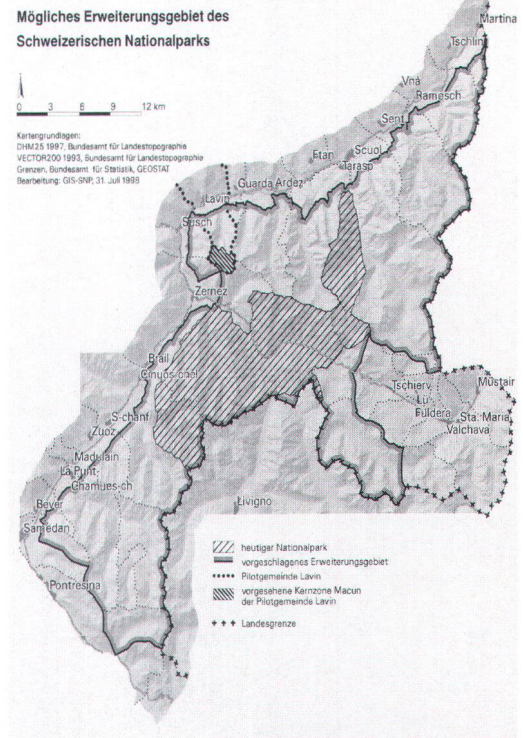 Mögliches Erweiterungsgebiet des
Schweizerischen Nationalparks
0 3 6 9 12 km
Kartengrundlagen:
DHM25 1997, Bundesamt für Landestopographie
VECTOR200 1993, Bundesamt für Landestopographie
Grenzen, Bundesamt für Statistik, GEOSTAT
Bearbeitung: GIS-SNP, 31. Juli 1998
Martina
Tschlin
Vnà
Ramosch
Sent
Scuol
Ftan
Tarasp
Guarda Ardez
Lavin
Susch
Zernez
Brail
Cinuos-chel
S-chanf
Zuoz
Madulain
La Punt-
Chamues-ch
Bever
Samedan
Pontresina
Livigno
Tschierv
Müstair
Lü
Fuldera
Sta. Maria
Valchava
heutiger Nationalpark
vorgeschlagenes Erweiterungsgebiet
Pilotgemeinde Lavin
vorgesehene Kernzone Macun
der Pilotgemeinde Lavin
Landesgrenze